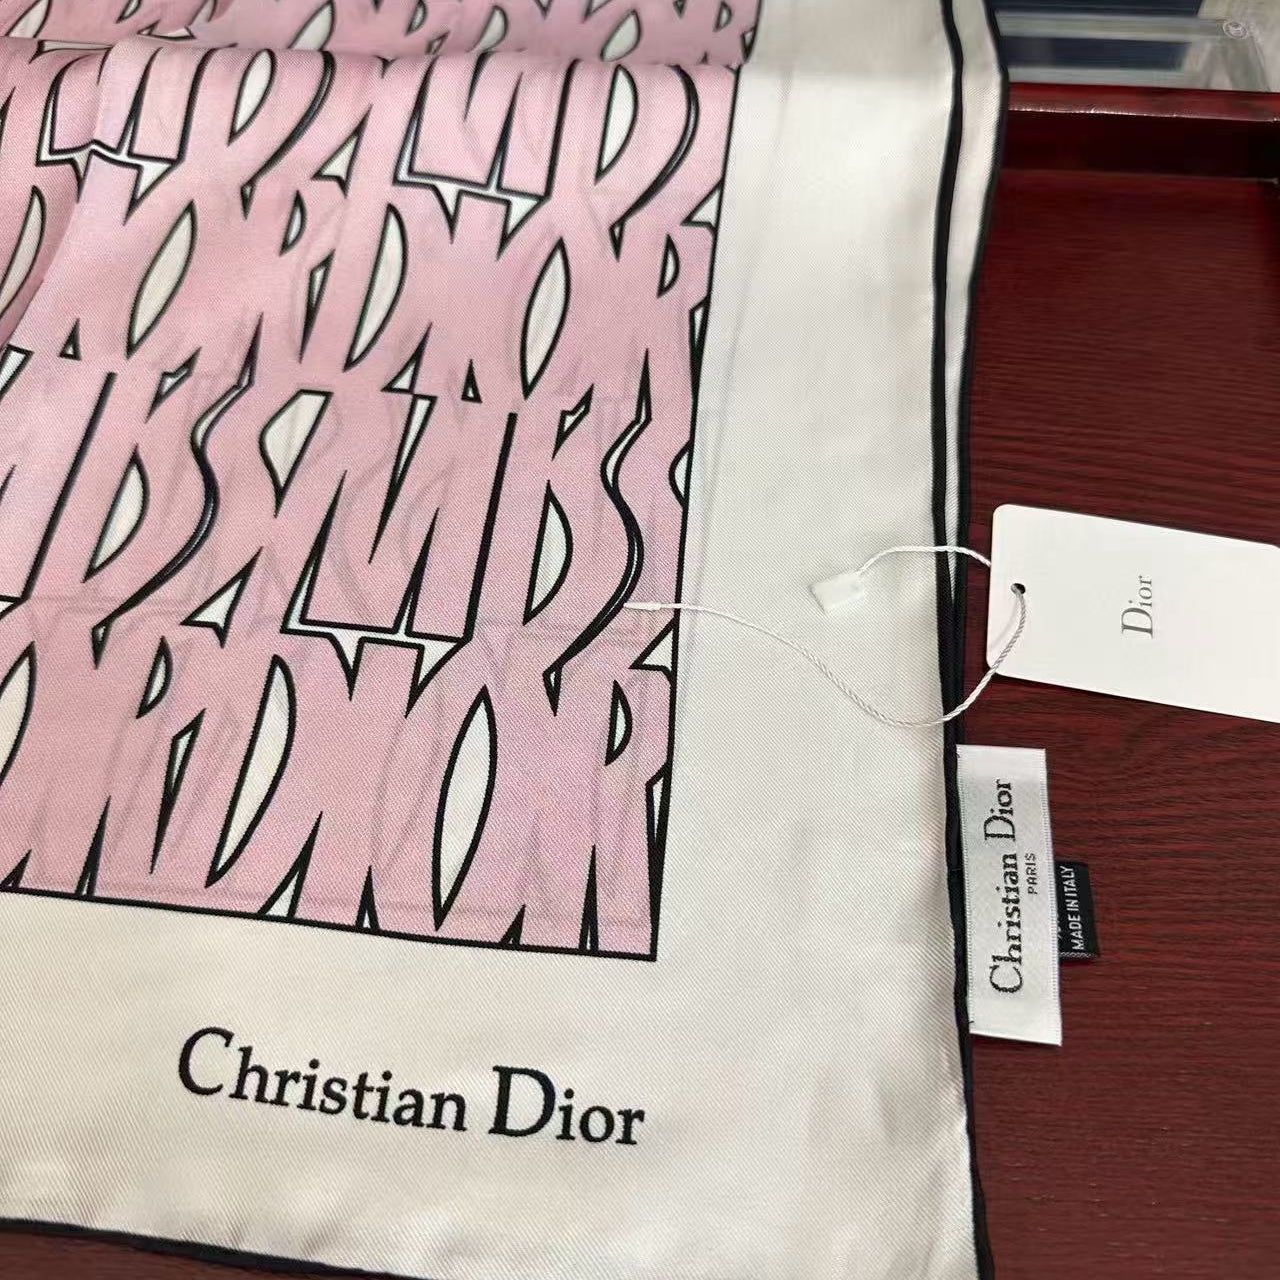 Dior
Christian Dior
PARIS
MADE IN ITALY
Christian Dior